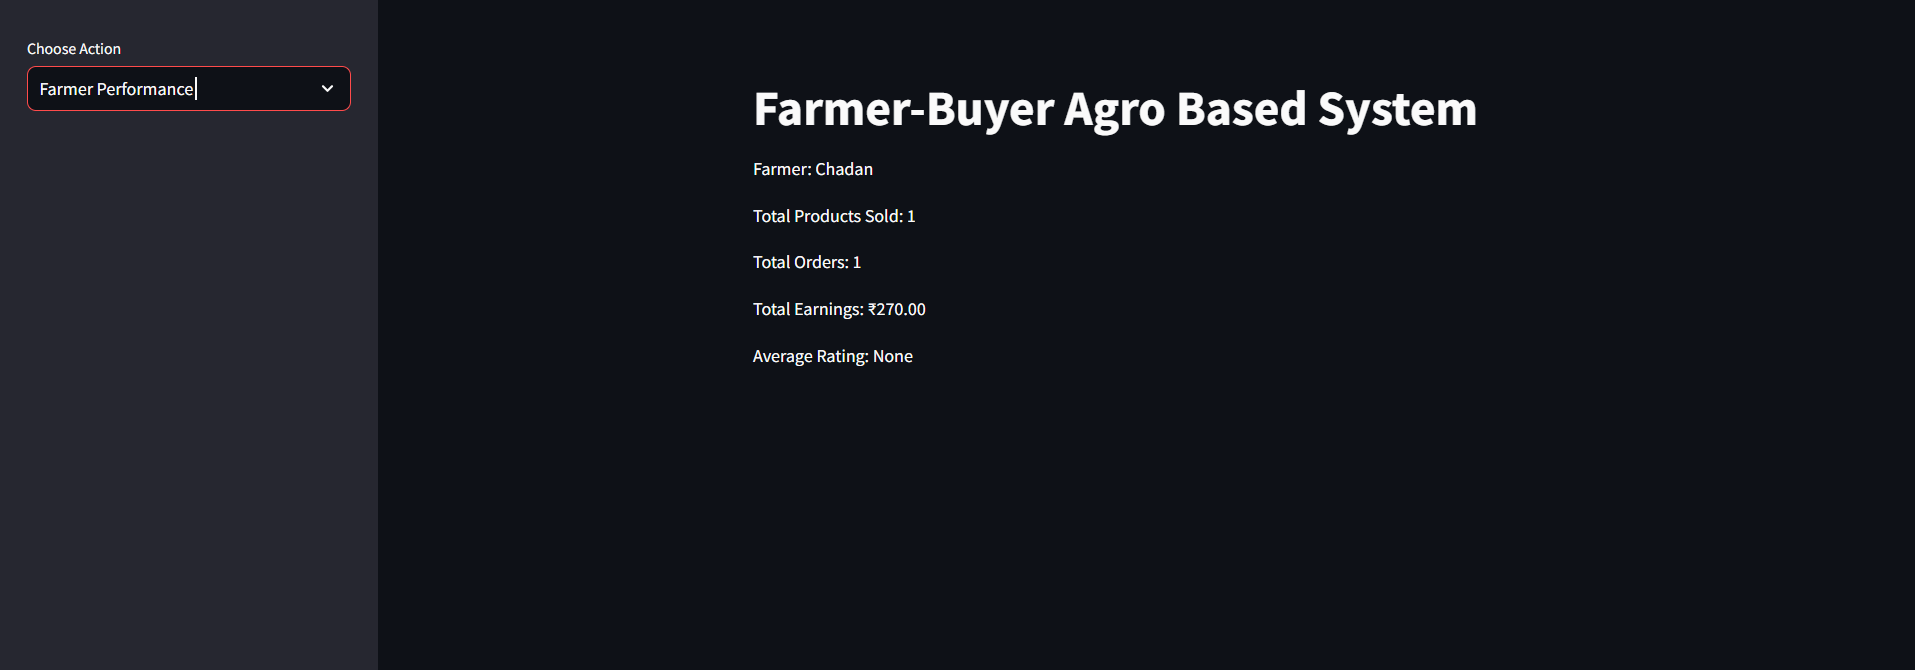 Choose Action
Farmer Performance
Farmer-Buyer Agro Based System
Farmer: Chadan
Total Products Sold: 1
Total Orders: 1
Total Earnings: ₹270.00
Average Rating: None